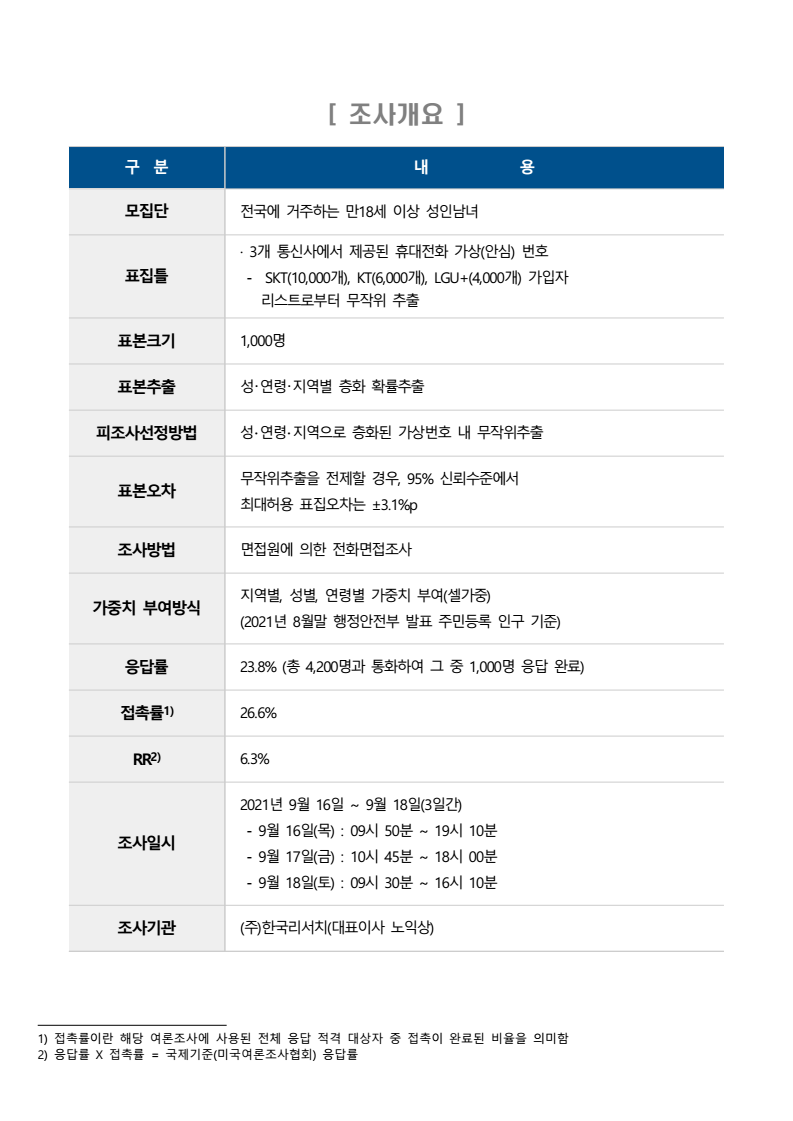 [ 조사개요 ]
구 분 내 용
모집단 전국에 거주하는 만18세 이상 성인남녀
표집틀 · 3개 통신사에서 제공된 휴대전화 가상(안심) 번호
- SKT(10,000개), KT(6,000개), LGU+(4,000개) 가입자
리스트로부터 무작위 추출
표본크기 1,000명
표본추출 성·연령·지역별 층화 확률추출
피조사선정방법 성·연령·지역으로 층화된 가상번호 내 무작위추출
표본오차 무작위추출을 전제할 경우, 95% 신뢰수준에서
최대허용 표집오차는 ±3.1%p
조사방법 면접원에 의한 전화면접조사
가중치 부여방식 지역별, 성별, 연령별 가중치 부여(셀가중)
(2021년 8월말 행정안전부 발표 주민등록 인구 기준)
응답률 23.8% (총 4,200명과 통화하여 그 중 1,000명 응답 완료)
접촉률1) 26.6%
RR2) 6.3%
조사일시 2021년 9월 16일 ~ 9월 18일(3일간)
- 9월 16일(목) : 09시 50분 ~ 19시 10분
- 9월 17일(금) : 10시 45분 ~ 18시 00분
- 9월 18일(토) : 09시 30분 ~ 16시 10분
조사기관 (주)한국리서치(대표이사 노익상)
1) 접촉률이란 해당 여론조사에 사용된 전체 응답 적격 대상자 중 접촉이 완료된 비율을 의미함
2) 응답률 X 접촉률 = 국제기준(미국여론조사협회) 응답률